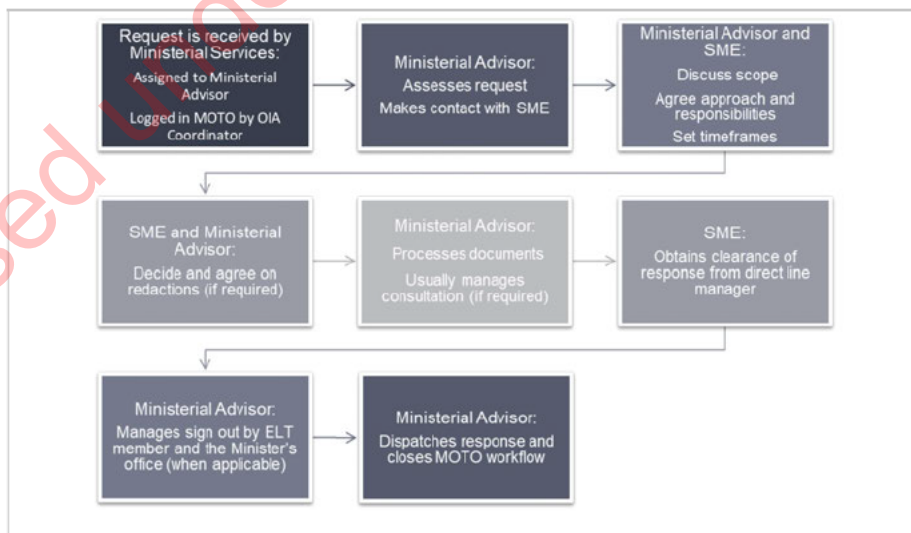 Request is received by
Ministerial Services:
Assigned to Ministerial
Advisor
Logged in MOTO by OIA
Coordinator
Ministerial Advisor:
Assesses request
Makes contact with SME
Ministerial Advisor and
SME:
Discuss scope
Agree approach and
responsibilities
Set timeframes
SME and Ministerial
Advisor:
Decide and agree on
redactions (if required)
Ministerial Advisor:
Processes documents
Usually manages
consultation (if required)
SME:
Obtains clearance of
response from direct line
manager
Ministerial Advisor:
Manages sign out by ELT
member and the Minister's
office (when applicable)
Ministerial Advisor:
Dispatches response and
closes MOTO workflow